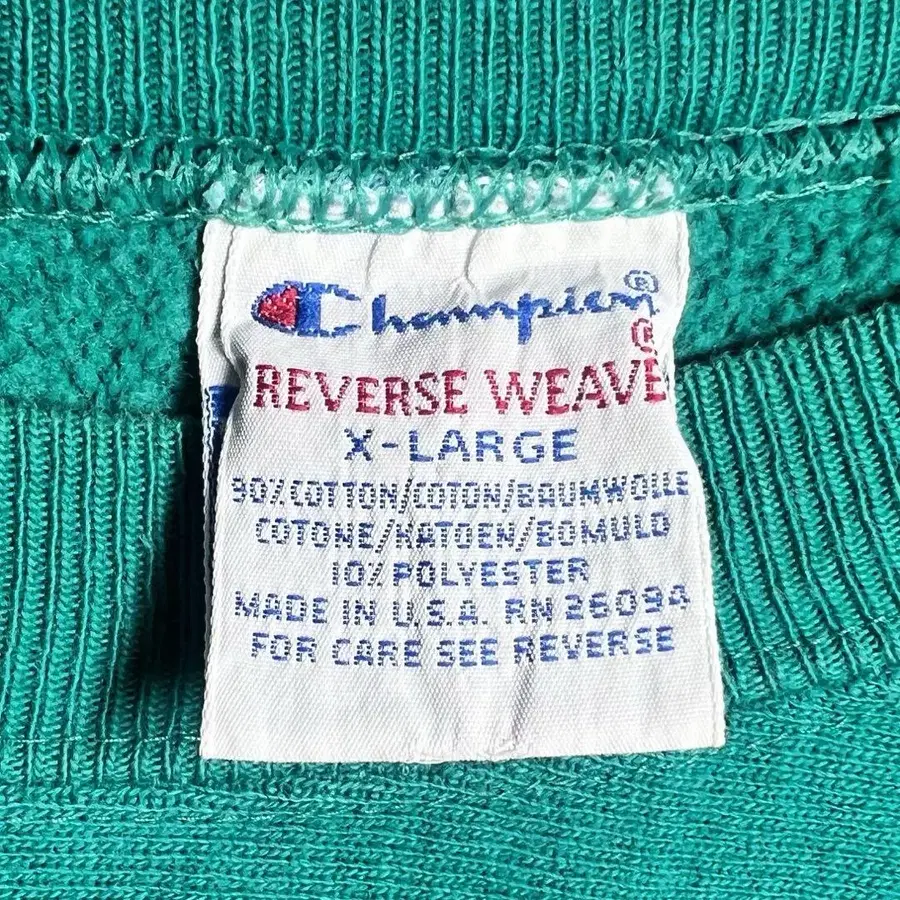 Champion®
REVERSE WEAVE®
X-LARGE
90% COTTON/COTON/BAUMWOLLE
COTONE/KATOEN/BOMULD
10% POLYESTER
MADE IN U.S.A. RN 26094
FOR CARE SEE REVERSE